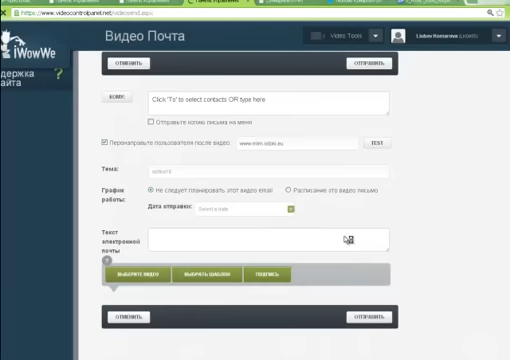 https://www.videocontrolpanel.net/videosend.aspx
iWowWe
Видео Почта
Video Tools
Liubov Komarova
держка
айта
?
ОТМЕНИТЬ
ОТПРАВИТЬ
КОМУ:
Click 'To' to select contacts OR type here
Отправьте копию письма на меня
Перенаправьте пользователя после видео:
TEST
Тема:
График
работы:
Не следует планировать этот видео email
Расписание это видео письмо
Дата отправки:
Select a date
Текст
электронной
почты
?
ВЫБЕРИТЕ ВИДЕО
ВЫБРАТЬ ШАБЛОН
ПОДПИСЬ
ОТМЕНИТЬ
ОТПРАВИТЬ